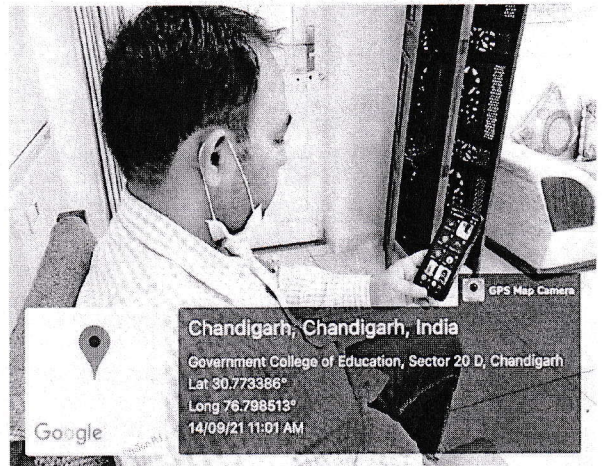 GPS Map Camera
Chandigarh, Chandigarh, India
Government College of Education, Sector 20 D, Chandigarh
Lat 30.773386°
Long 76.798513°
14/09/21 11:01 AM
Google